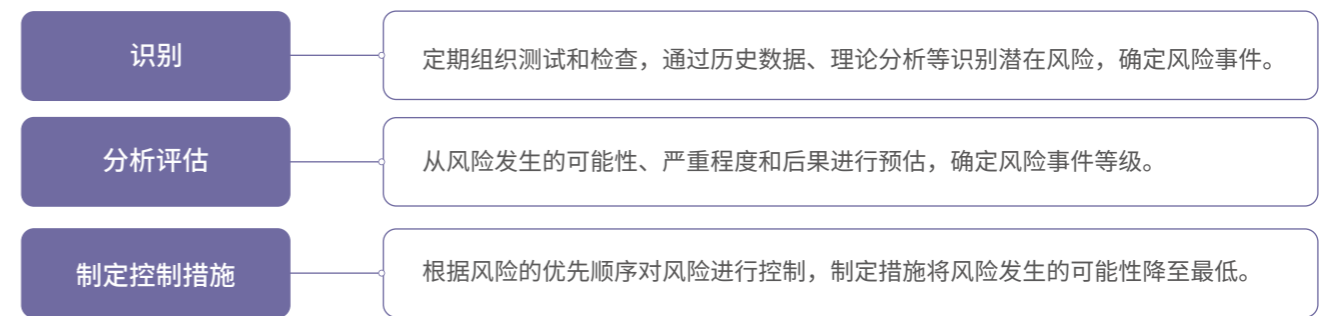 识别
定期组织测试和检查，通过历史数据、理论分析等识别潜在风险，确定风险事件。
分析评估
从风险发生的可能性、严重程度和后果进行预估，确定风险事件等级。
制定控制措施
根据风险的优先顺序对风险进行控制，制定措施将风险发生的可能性降至最低。